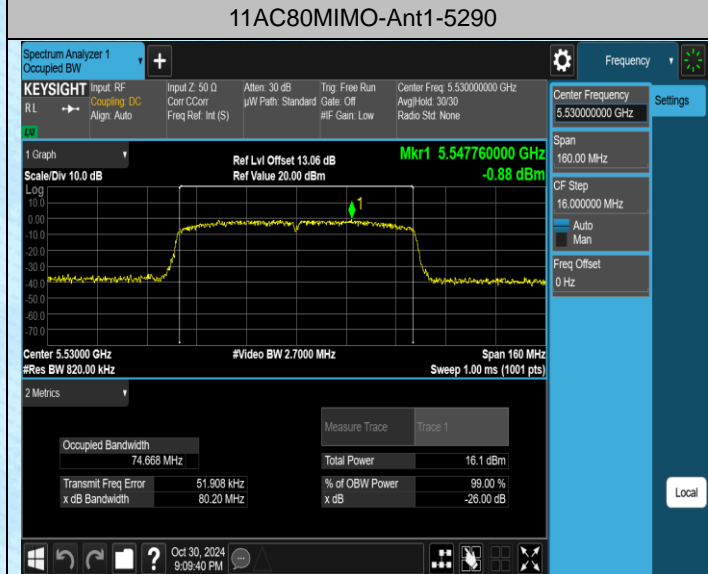 11AC80MIMO-Ant1-5290
Spectrum Analyzer 1
Occupied BW
+
Frequency
KEYSIGHT
RL
LXI
Input: RF
Coupling: DC
Align: Auto
Input Z: 50 Ω
Corr CCorr
Freq Ref: Int (S)
Atten: 30 dB
µW Path: Standard
Trig: Free Run
Gate: Off
#IF Gain: Low
Center Freq: 5.530000000 GHz
Avg|Hold: 30/30
Radio Std: None
Center Frequency
5.530000000 GHz
Settings
Span
160.00 MHz
CF Step
16.000000 MHz
Auto
Man
Freq Offset
0 Hz
1 Graph
Scale/Div 10.0 dB
Ref Lvl Offset 13.06 dB
Ref Value 20.00 dBm
Mkr1 5.547760000 GHz
-0.88 dBm
Log
10.0
0.00
-10.0
-20.0
-30.0
-40.0
-50.0
-60.0
-70.0
1
Center 5.53000 GHz
#Video BW 2.7000 MHz
Span 160 MHz
#Res BW 820.00 kHz
Sweep 1.00 ms (1001 pts)
2 Metrics
Measure Trace Trace 1
Occupied Bandwidth
74.668 MHz
Total Power 16.1 dBm
Transmit Freq Error 51.908 kHz
% of OBW Power 99.00 %
x dB Bandwidth 80.20 MHz
x dB -26.00 dB
Local
?
Oct 30, 2024
9:09:40 PM